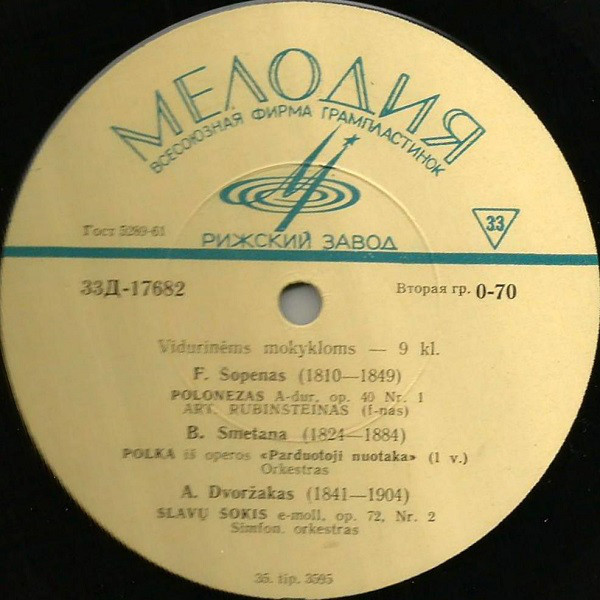 МЕЛОДИЯ
ВСЕСОЮЗНАЯ ФИРМА ГРАМПЛАСТИНОК
РИЖСКИЙ ЗАВОД
33
Гост 5289-61
33Д-17682
Вторая гр. 0-70
Vidurinėms mokykloms — 9 kl.
F. Šopenas (1810—1849)
POLONEZAS A-dur, op. 40 Nr. 1
ART. RUBINŠTEINAS (f-nas)
B. Smetana (1824—1884)
POLKA iš operos «Parduotoji nuotaka» (1 v.)
Orkestras
A. Dvoržakas (1841—1904)
SLAVŲ ŠOKIS e-moll, op. 72, Nr. 2
Simfon. orkestras
35. tip. 3595